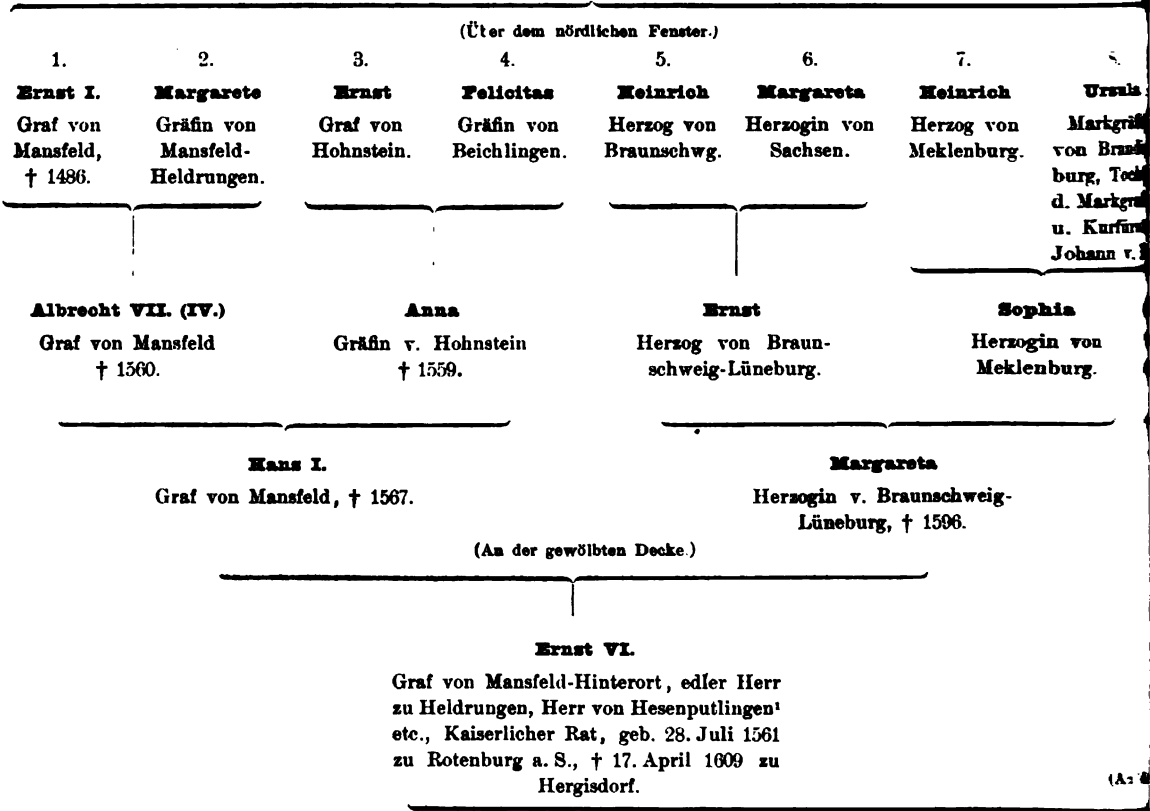 (Über dem nördlichen Fenster.)
1. 2. 3. 4. 5. 6. 7.
Ernst I. Margarete Ernst Felicitas Heinrich Margareta Heinrich Ursula
Graf von Gräfin von Graf von Gräfin von Herzog von Herzogin von Herzog von
Mansfeld, Mansfeld- Hohnstein. Beichlingen. Braunschwg. Sachsen. Meklenburg. von
† 1486. Heldrungen. burg,
d.
u.
Johann v.
Albrecht VII. (IV.) Anna Ernst Sophia
Graf von Mansfeld Gräfin v. Hohnstein Herzog von Braun- Herzogin von
† 1560. † 1559. schweig-Lüneburg. Meklenburg.
Hans I. Margareta
Graf von Mansfeld, † 1567. Herzogin v. Braunschweig-
Lüneburg, † 1596.
(An der gewölbten Decke.)
Ernst VI.
Graf von Mansfeld-Hinterort, edler Herr
zu Heldrungen, Herr von Hesenputlingen¹
etc., Kaiserlicher Rat, geb. 28. Juli 1561
zu Rotenburg a. S., † 17. April 1609 zu
Hergisdorf.